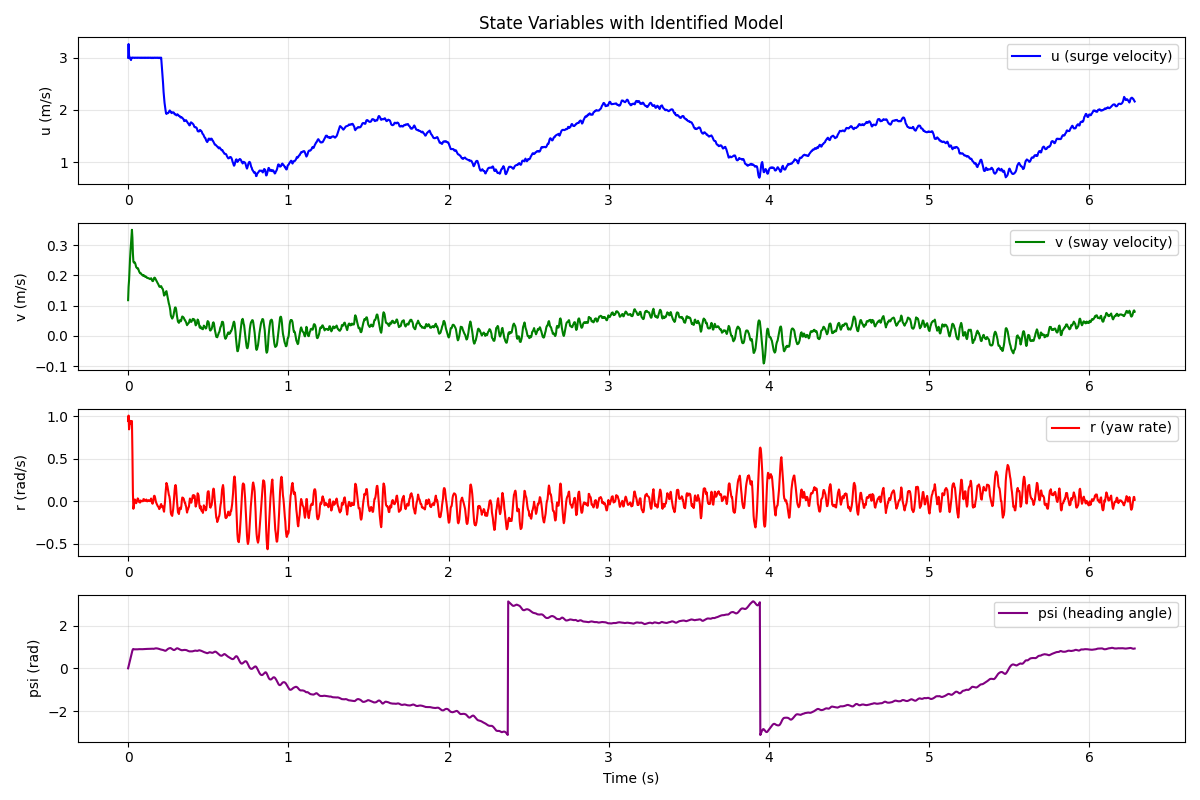 State Variables with Identified Model
u (m/s)
3
2
1
u (surge velocity)
0 1 2 3 4 5 6
v (m/s)
0.3
0.2
0.1
0.0
−0.1
v (sway velocity)
0 1 2 3 4 5 6
r (rad/s)
1.0
0.5
0.0
−0.5
r (yaw rate)
0 1 2 3 4 5 6
psi (rad)
2
0
−2
psi (heading angle)
0 1 2 3 4 5 6
Time (s)